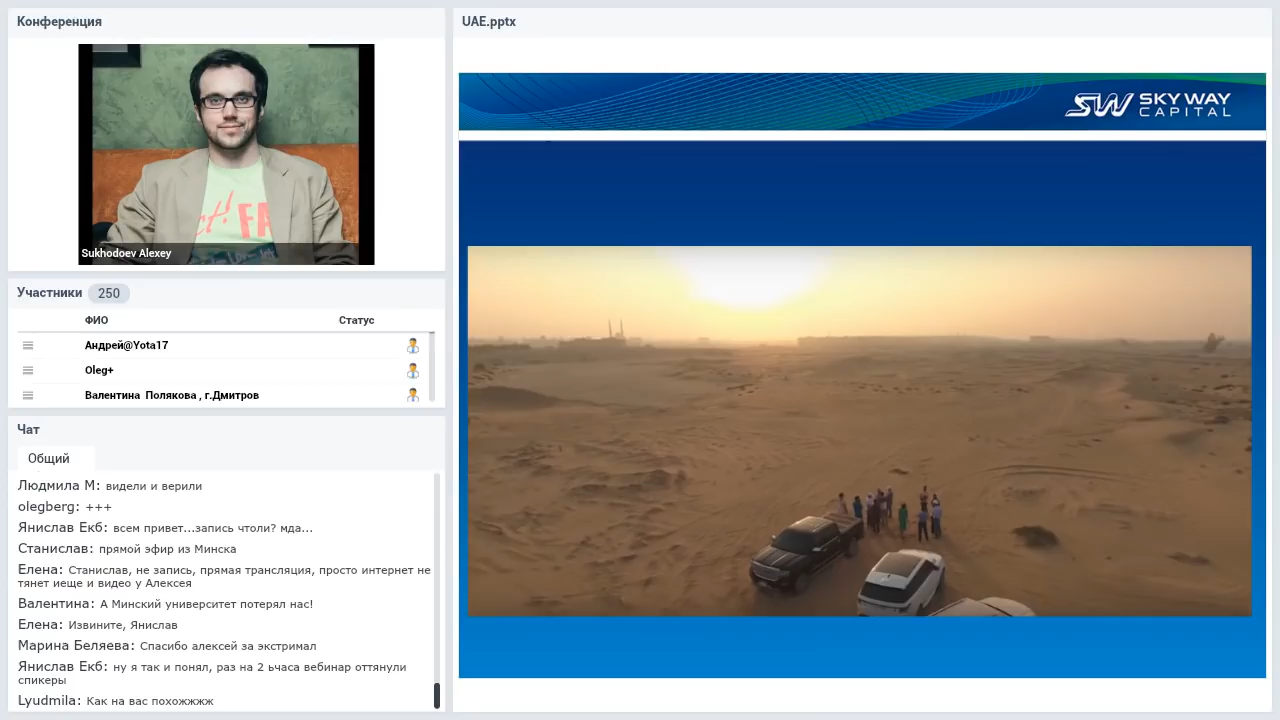 Конференция
Sukhodoev Alexey
Участники 250
ФИО Статус
Андрей@Yota17
Oleg+
Валентина Полякова , г.Дмитров
Чат
Общий
Людмила М: видели и верили
olegberg: +++
Янислав Екб: всем привет...запись чтоли? мда...
Станислав: прямой эфир из Минска
Елена: Станислав, не запись, прямая трансляция, просто интернет не
тянет иеще и видео у Алексея
Валентина: А Минский университет потерял нас!
Елена: Извините, Янислав
Марина Беляева: Спасибо алексей за экстримал
Янислав Екб: ну я так и понял, раз на 2 ьчаса вебинар оттянули
спикеры
Lyudmila: Как на вас похожжжж
UAE.pptx
SW SKY WAY
CAPITAL